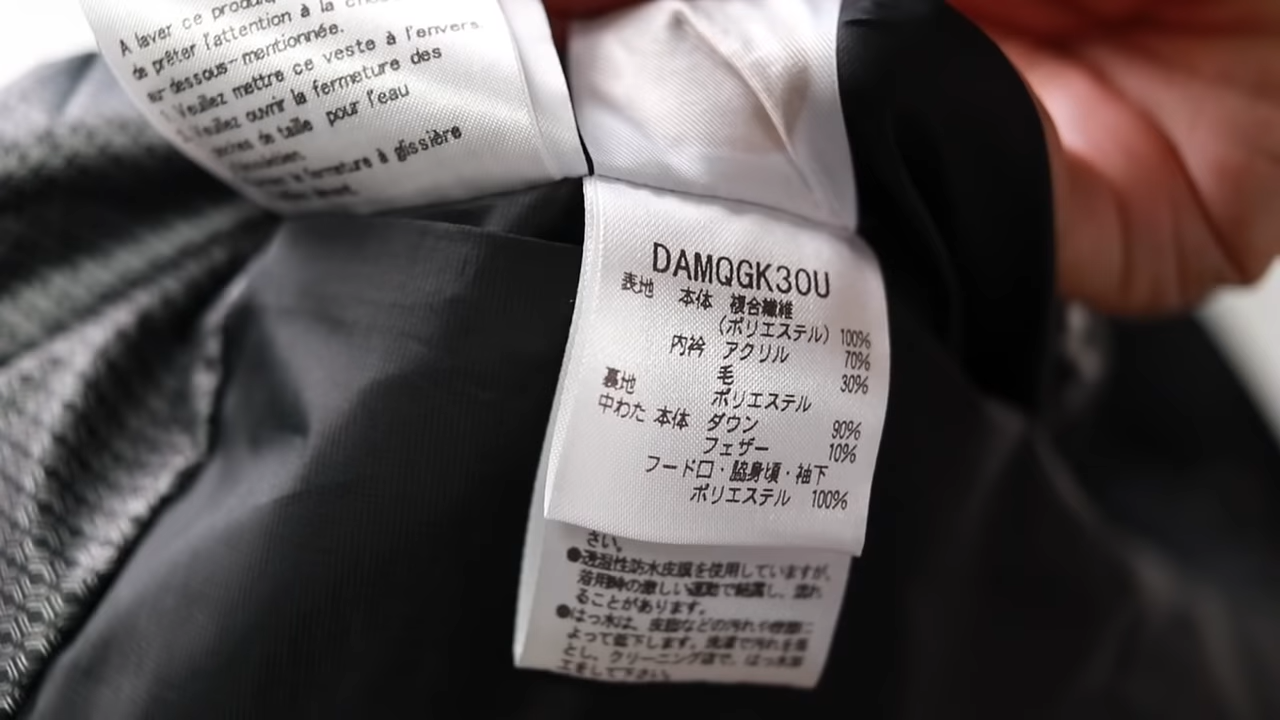 A laver ce produi
de prêter l'attention à la cho
sur dessous-mentionnée.
Veuillez mettre ce veste à l'envers
Veuillez ouvrir la fermeture des
de taille pour l'eau
fermeture à glissière
DAMQGK30U
表地 本体 複合繊維
(ポリエステル) 100%
内衿 アクリル 70%
毛 30%
裏地 ポリエステル
中わた 本体 ダウン 90%
フェザー 10%
フード口・脇身頃・袖下
ポリエステル 100%
さい。
●透湿性防水皮膜を使用していますが、
着用時の激しい運動で結露し、流れ
ることがあります。
●はっ水は、皮脂などの汚れや摩擦に
よって低下します。洗濯で汚れを落
とし、クリーニング店で、はっ水加
工をして下さい。